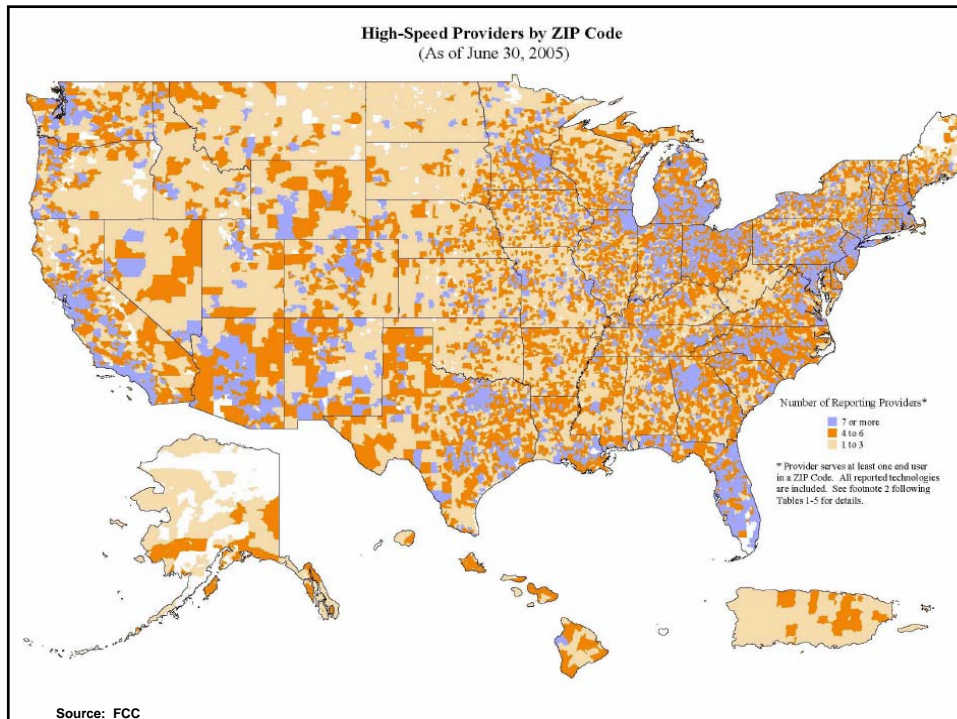 High-Speed Providers by ZIP Code
(As of June 30, 2005)
Number of Reporting Providers*
7 or more
4 to 6
1 to 3
* Provider serves at least one end user
in a ZIP Code. All reported technologies
are included. See footnote 2 following
Tables 1-5 for details.
Source: FCC